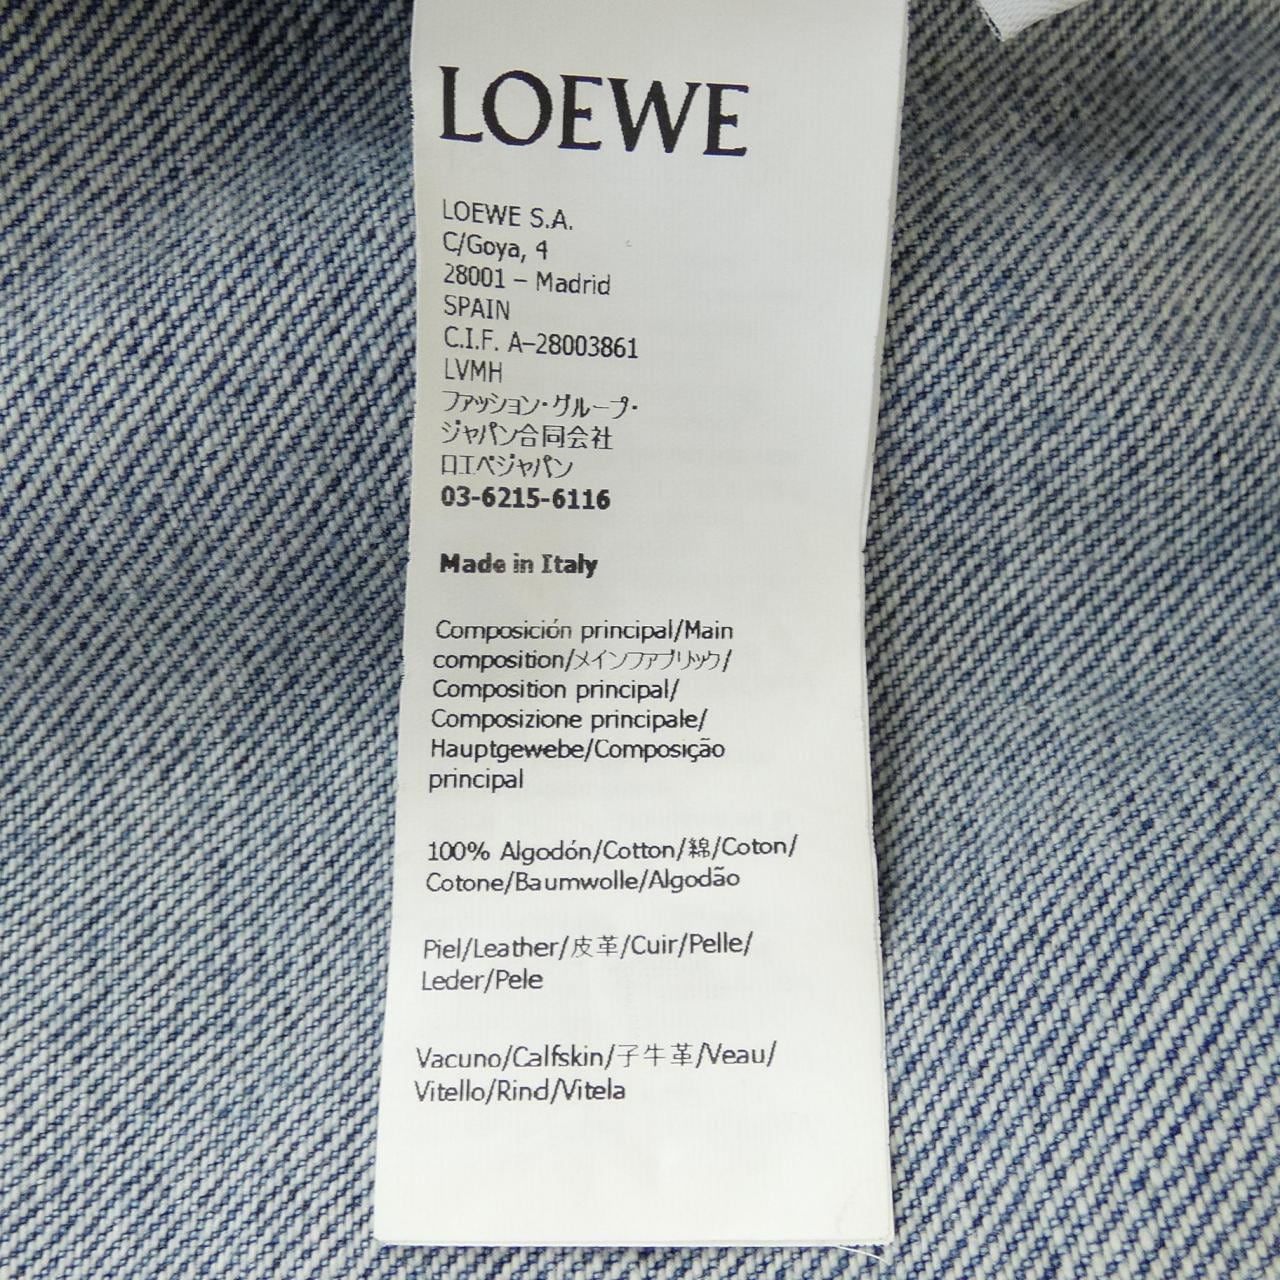 LOEWE
LOEWE S.A.
C/Goya, 4
28001 – Madrid
SPAIN
C.I.F. A–28003861
LVMH
ファッション・グループ・
ジャパン合同会社
ロエベジャパン
03-6215-6116
Made in Italy
Composición principal/Main
composition/メインファブリック/
Composition principal/
Composizione principale/
Hauptgewebe/Composição
principal
100% Algodón/Cotton/綿/Coton/
Cotone/Baumwolle/Algodão
Piel/Leather/皮革/Cuir/Pelle/
Leder/Pele
Vacuno/Calfskin/子牛革/Veau/
Vitello/Rind/Vitela